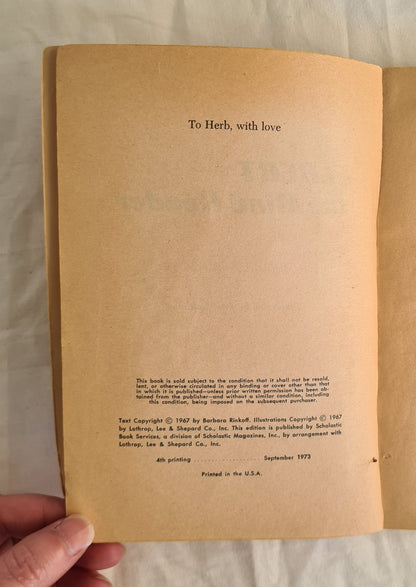 To Herb, with love
This book is sold subject to the condition that it shall not be resold,
lent, or otherwise circulated in any binding or cover other than that
in which it is published—unless prior written permission has been ob-
tained from the publisher—and without a similar condition, including
this condition, being imposed on the subsequent purchaser.
Text Copyright © 1967 by Barbara Rinkoff. Illustrations Copyright © 1967
by Lothrop, Lee & Shepard Co., Inc. This edition is published by Scholastic
Book Services, a division of Scholastic Magazines, Inc., by arrangement with
Lothrop, Lee & Shepard Co., Inc.
4th printing ........................ September 1973
Printed in the U.S.A.